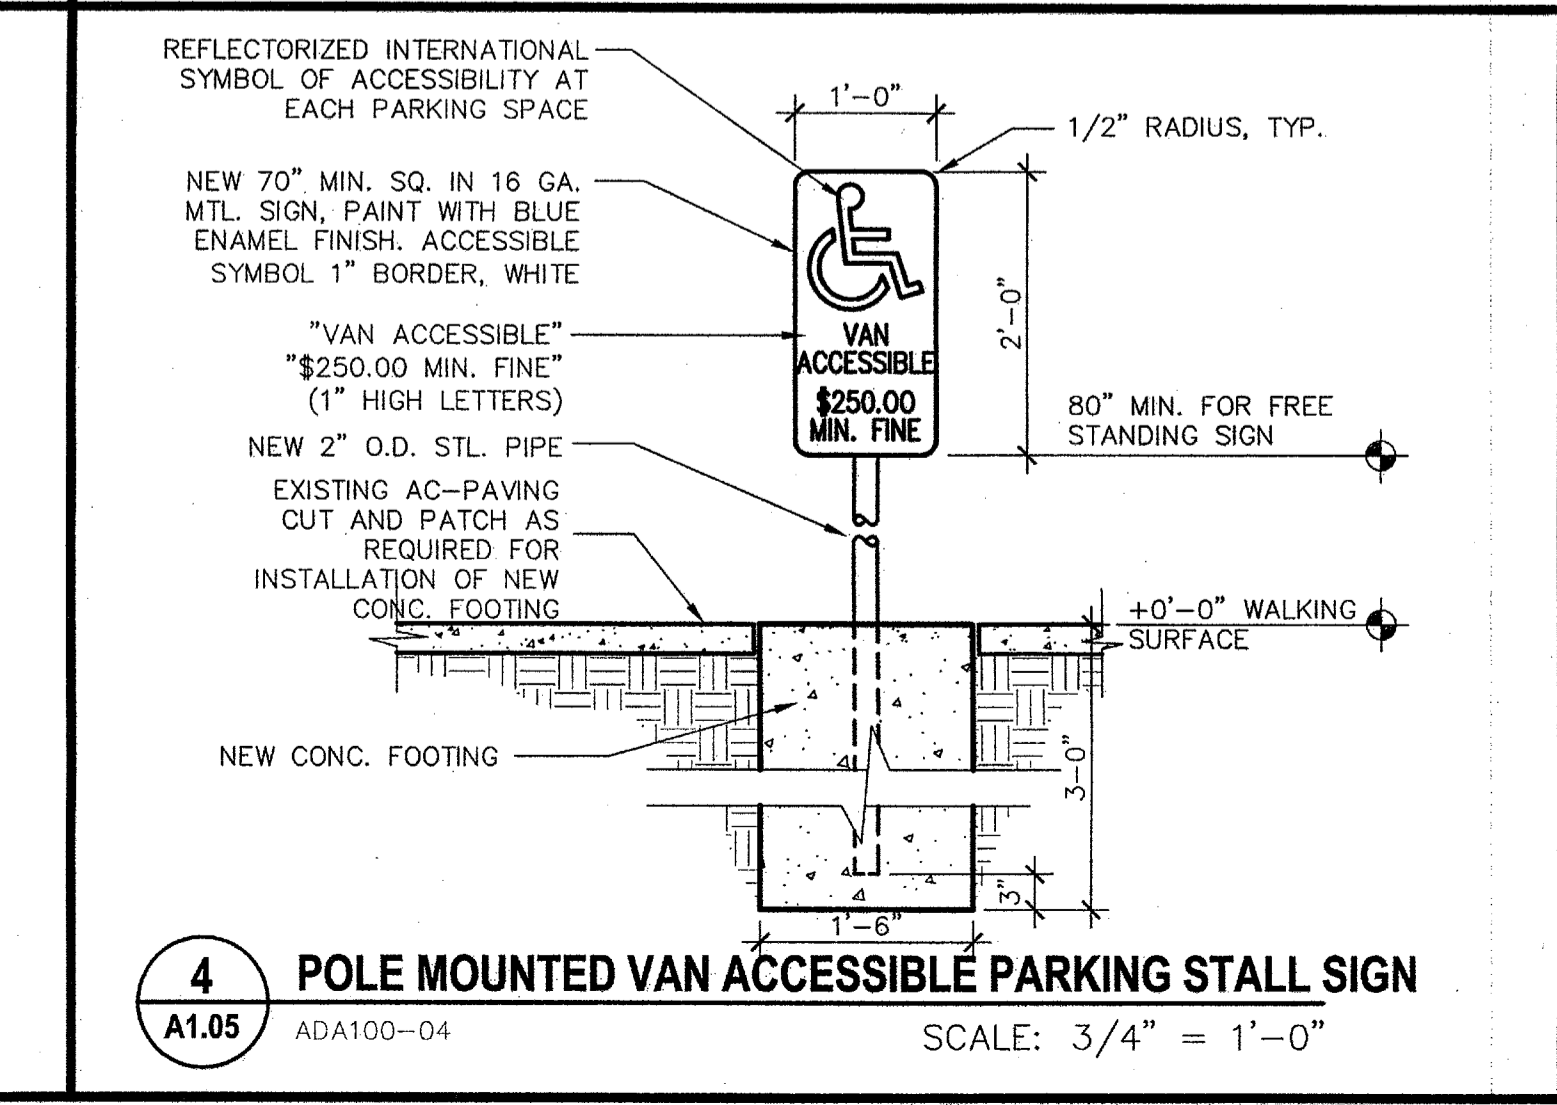 REFLECTORIZED INTERNATIONAL
SYMBOL OF ACCESSIBILITY AT
EACH PARKING SPACE
1'-0"
1/2" RADIUS, TYP.
NEW 70" MIN. SQ. IN 16 GA.
MTL. SIGN, PAINT WITH BLUE
ENAMEL FINISH. ACCESSIBLE
SYMBOL 1" BORDER, WHITE
2'-0"
"VAN ACCESSIBLE"
"$250.00 MIN. FINE"
(1" HIGH LETTERS)
VAN
ACCESSIBLE
$250.00
MIN. FINE
80" MIN. FOR FREE
STANDING SIGN
NEW 2" O.D. STL. PIPE
EXISTING AC-PAVING
CUT AND PATCH AS
REQUIRED FOR
INSTALLATION OF NEW
CONC. FOOTING
+0'-0" WALKING
SURFACE
NEW CONC. FOOTING
3-0"
3"
1'-6"
4
A1.05
POLE MOUNTED VAN ACCESSIBLE PARKING STALL SIGN
ADA100-04
SCALE: 3/4" = 1'-0"